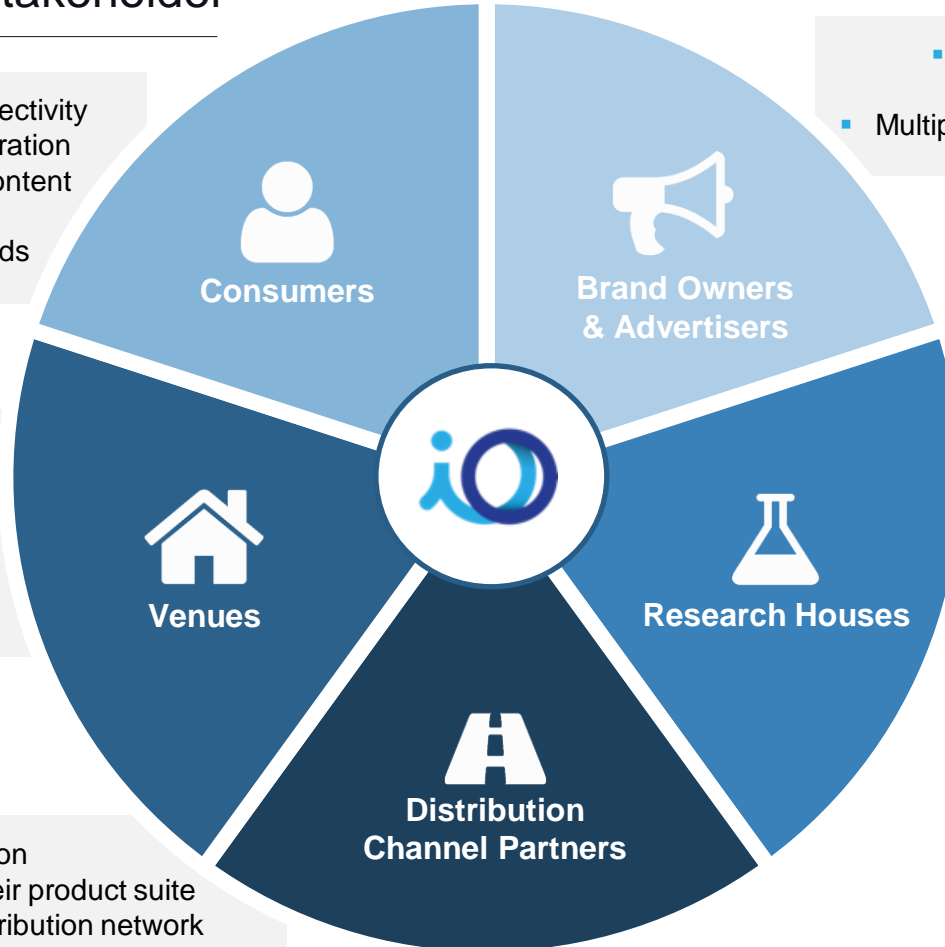 ectivity
ration
ontent
ds
Multip
Consumers
Brand Owners
& Advertisers
iO
Venues
Research Houses
Distribution
Channel Partners
on
eir product suite
ribution network